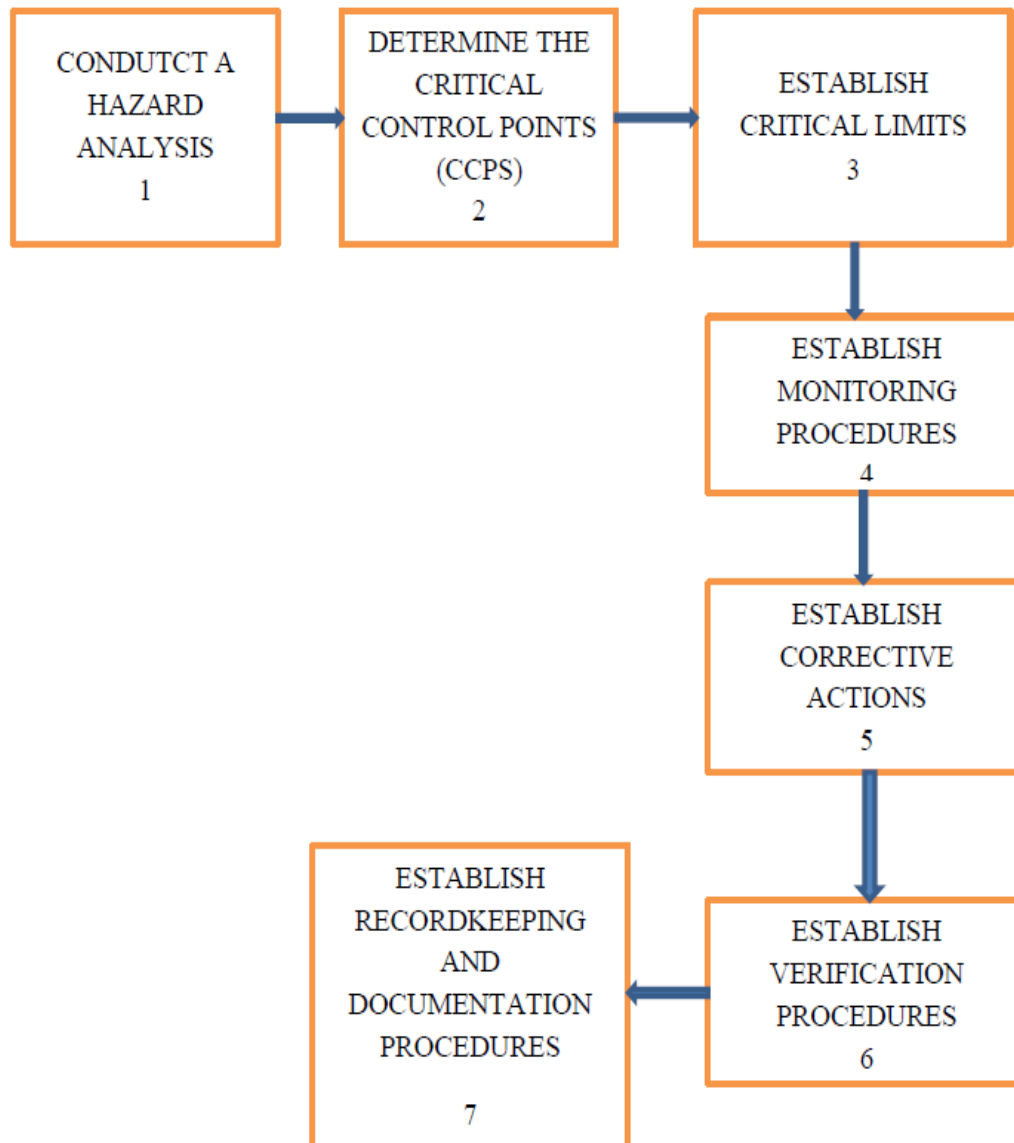 CONDUTCT A
HAZARD
ANALYSIS
1
DETERMINE THE
CRITICAL
CONTROL POINTS
(CCPS)
2
ESTABLISH
CRITICAL LIMITS
3
ESTABLISH
MONITORING
PROCEDURES
4
ESTABLISH
CORRECTIVE
ACTIONS
5
ESTABLISH
VERIFICATION
PROCEDURES
6
ESTABLISH
RECORDKEEPING
AND
DOCUMENTATION
PROCEDURES
7